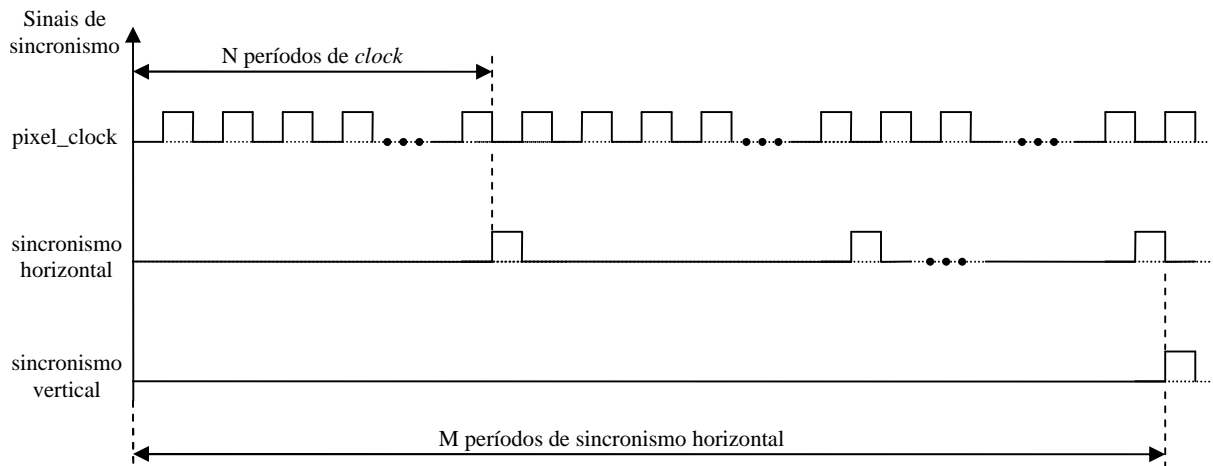 Sinais de
sincronismo
N períodos de clock
pixel_clock
sincronismo
horizontal
sincronismo
vertical
M períodos de sincronismo horizontal